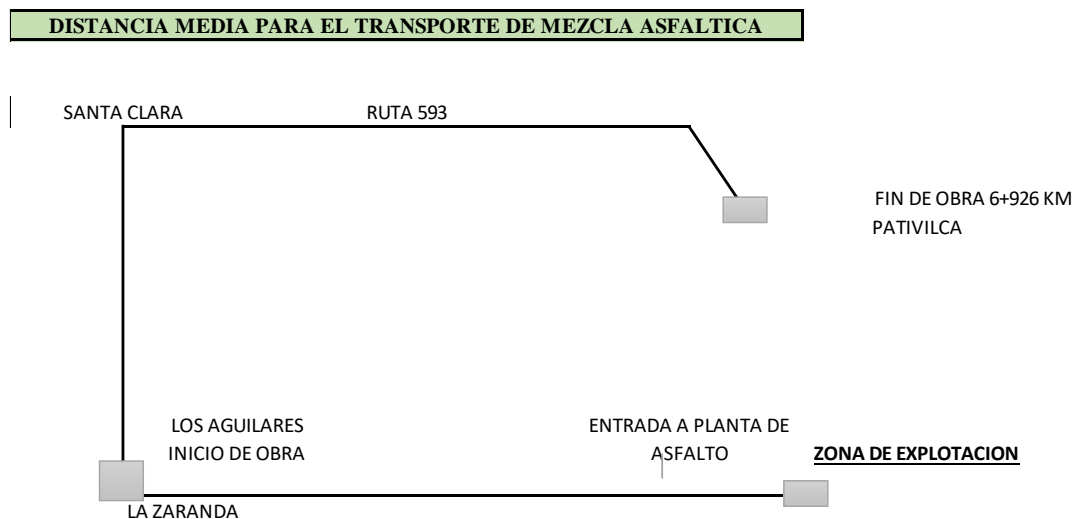 DISTANCIA MEDIA PARA EL TRANSPORTE DE MEZCLA ASFALTICA
SANTA CLARA
RUTA 593
FIN DE OBRA 6+926 KM
PATIVILCA
LOS AGUILARES
INICIO DE OBRA
ENTRADA A PLANTA DE
ASFALTO
ZONA DE EXPLOTACION
LA ZARANDA